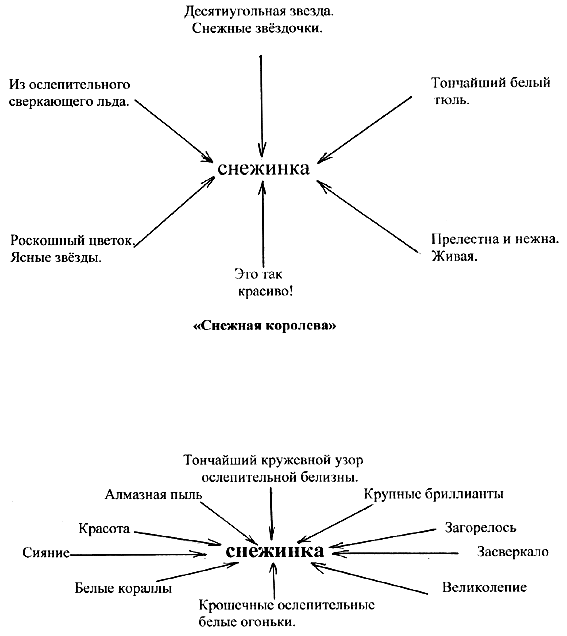 Десятиугольная звезда.
Снежные звёздочки.
Из ослепительного
сверкающего льда.
Тончайший белый
тюль.
снежинка
Роскошный цветок.
Ясные звёзды.
Прелестна и нежна.
Живая.
Это так
красиво!
«Снежная королева»
Тончайший кружевной узор
ослепительной белизны.
Алмазная пыль
Крупные бриллианты
Красота
Загорелось
Сияние
снежинка
Засверкало
Белые кораллы
Великолепие
Крошечные ослепительные
белые огоньки.